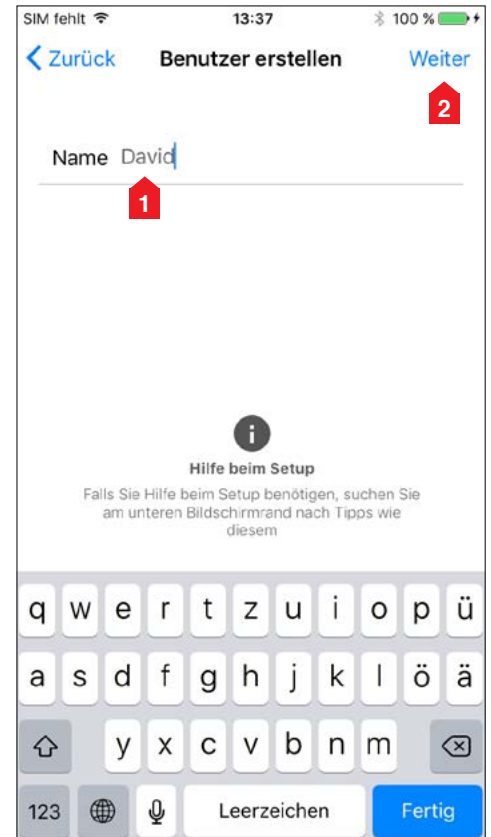 SIM fehlt 13:37 100 %
Zurück Benutzer erstellen Weiter
2
Name David
1
i
Hilfe beim Setup
Falls Sie Hilfe beim Setup benötigen, suchen Sie
am unteren Bildschirmrand nach Tipps wie
diesem
q w e r t z u i o p ü
a s d f g h j k l ö ä
y x c v b n m
123 Leerzeichen Fertig